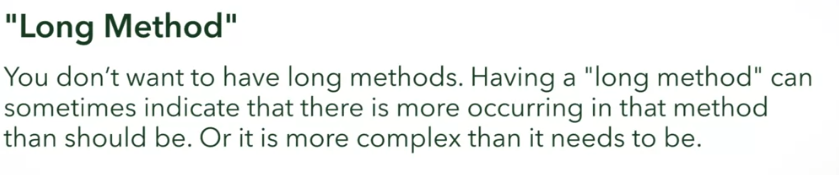 "Long Method"
You don’t want to have long methods. Having a "long method" can
sometimes indicate that there is more occurring in that method
than should be. Or it is more complex than it needs to be.